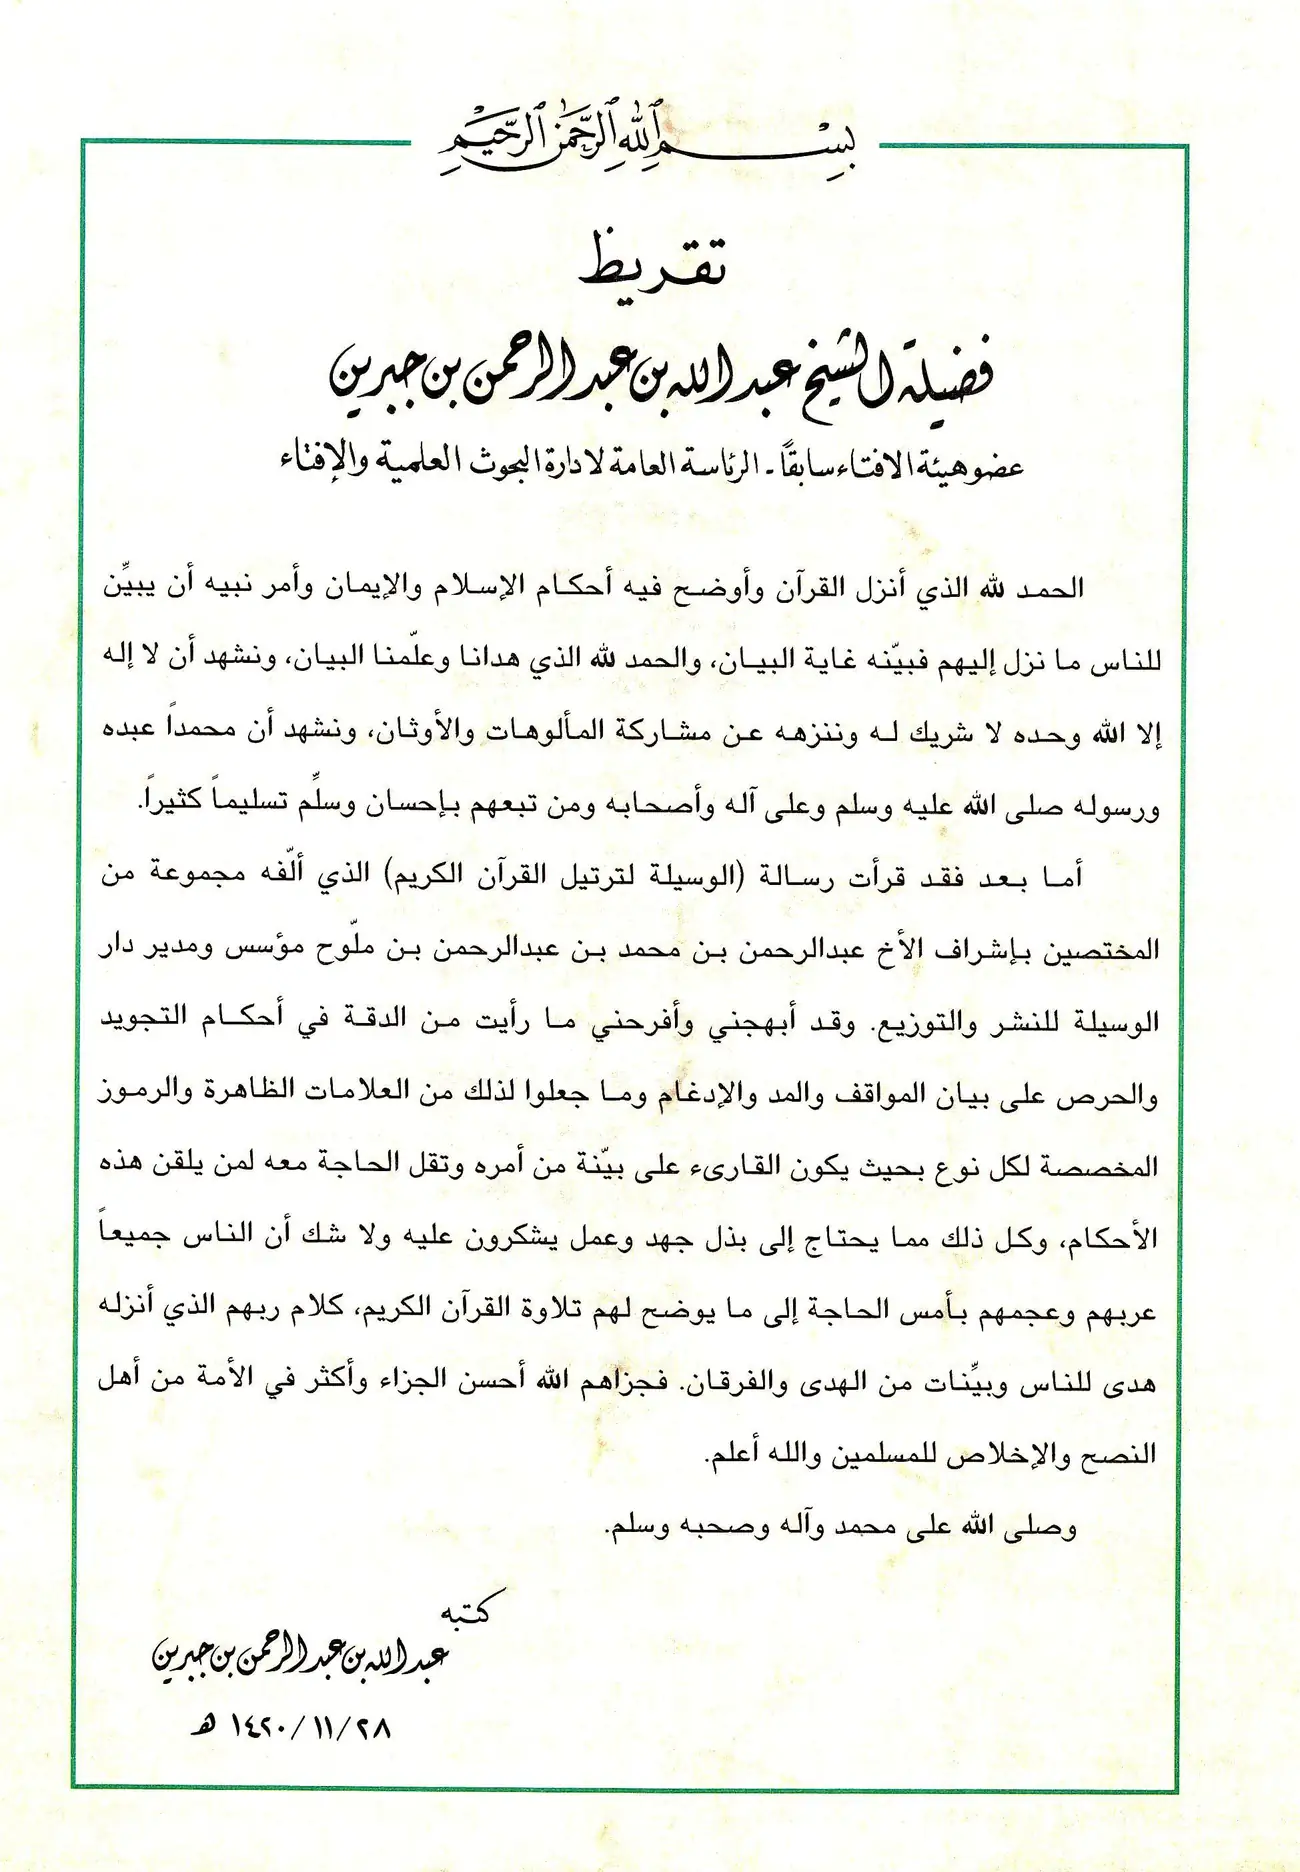 بسم الله الرحمن الرحيم
تقريظ
فضيلة الشيخ عبد الله بن عبد الرحمن بن جبرين
عضو هيئة الافتاء سابقاً - الرئاسة العامة لادارة البحوث العلمية والإفتاء
الحمد لله الذي أنزل القرآن وأوضح فيه أحكام الإسلام والإيمان وأمر نبيه أن يبيِّن
للناس ما نزل إليهم فبيّنه غاية البيان، والحمد لله الذي هدانا وعلّمنا البيان، ونشهد أن لا إله
إلا الله وحده لا شريك له وننزهه عن مشاركة المألوهات والأوثان، ونشهد أن محمداً عبده
ورسوله صلى الله عليه وسلم وعلى آله وأصحابه ومن تبعهم بإحسان وسلِّم تسليماً كثيراً.
أما بعد فقد قرأت رسالة (الوسيلة لترتيل القرآن الكريم) الذي ألّفه مجموعة من
المختصين بإشراف الأخ عبدالرحمن بن محمد بن عبدالرحمن بن ملّوح مؤسس ومدير دار
الوسيلة للنشر والتوزيع. وقد أبهجني وأفرحني ما رأيت من الدقة في أحكام التجويد
والحرص على بيان المواقف والمد والإدغام وما جعلوا لذلك من العلامات الظاهرة والرموز
المخصصة لكل نوع بحيث يكون القارىء على بيّنة من أمره وتقل الحاجة معه لمن يلقن هذه
الأحكام، وكل ذلك مما يحتاج إلى بذل جهد وعمل يشكرون عليه ولا شك أن الناس جميعاً
عربهم وعجمهم بأمس الحاجة إلى ما يوضح لهم تلاوة القرآن الكريم، كلام ربهم الذي أنزله
هدى للناس وبيِّنات من الهدى والفرقان. فجزاهم الله أحسن الجزاء وأكثر في الأمة من أهل
النصح والإخلاص للمسلمين والله أعلم.
وصلى الله على محمد وآله وصحبه وسلم.
كتبه
عبد الله بن عبد الرحمن بن جبرين
٢٨/١١/١٤٢٠ هـ